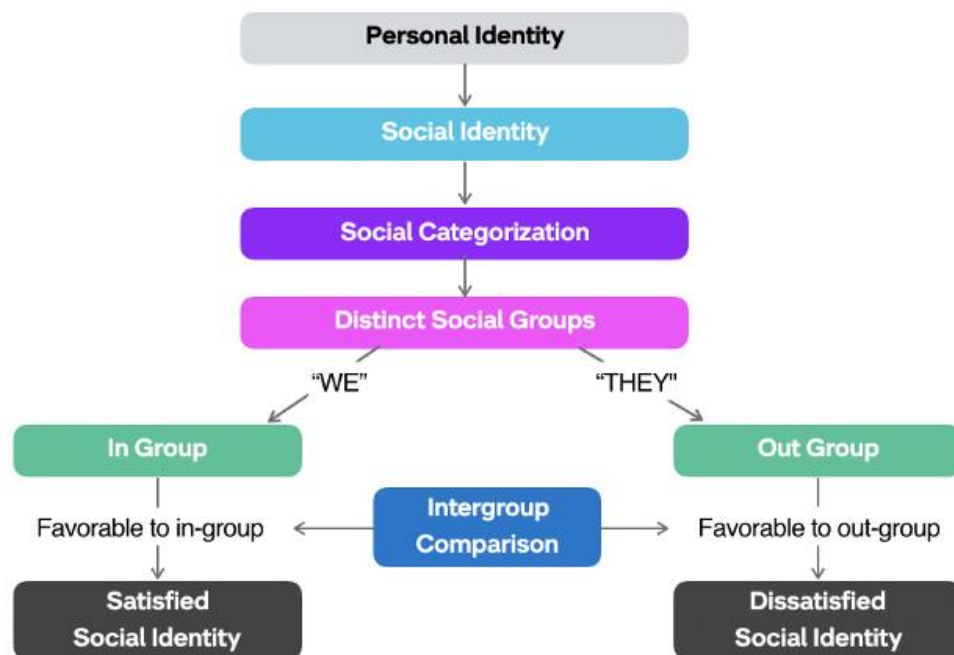 Personal Identity
Social Identity
Social Categorization
Distinct Social Groups
“WE”
“THEY"
In Group
Out Group
Intergroup
Comparison
Favorable to in-group
Favorable to out-group
Satisfied
Social Identity
Dissatisfied
Social Identity